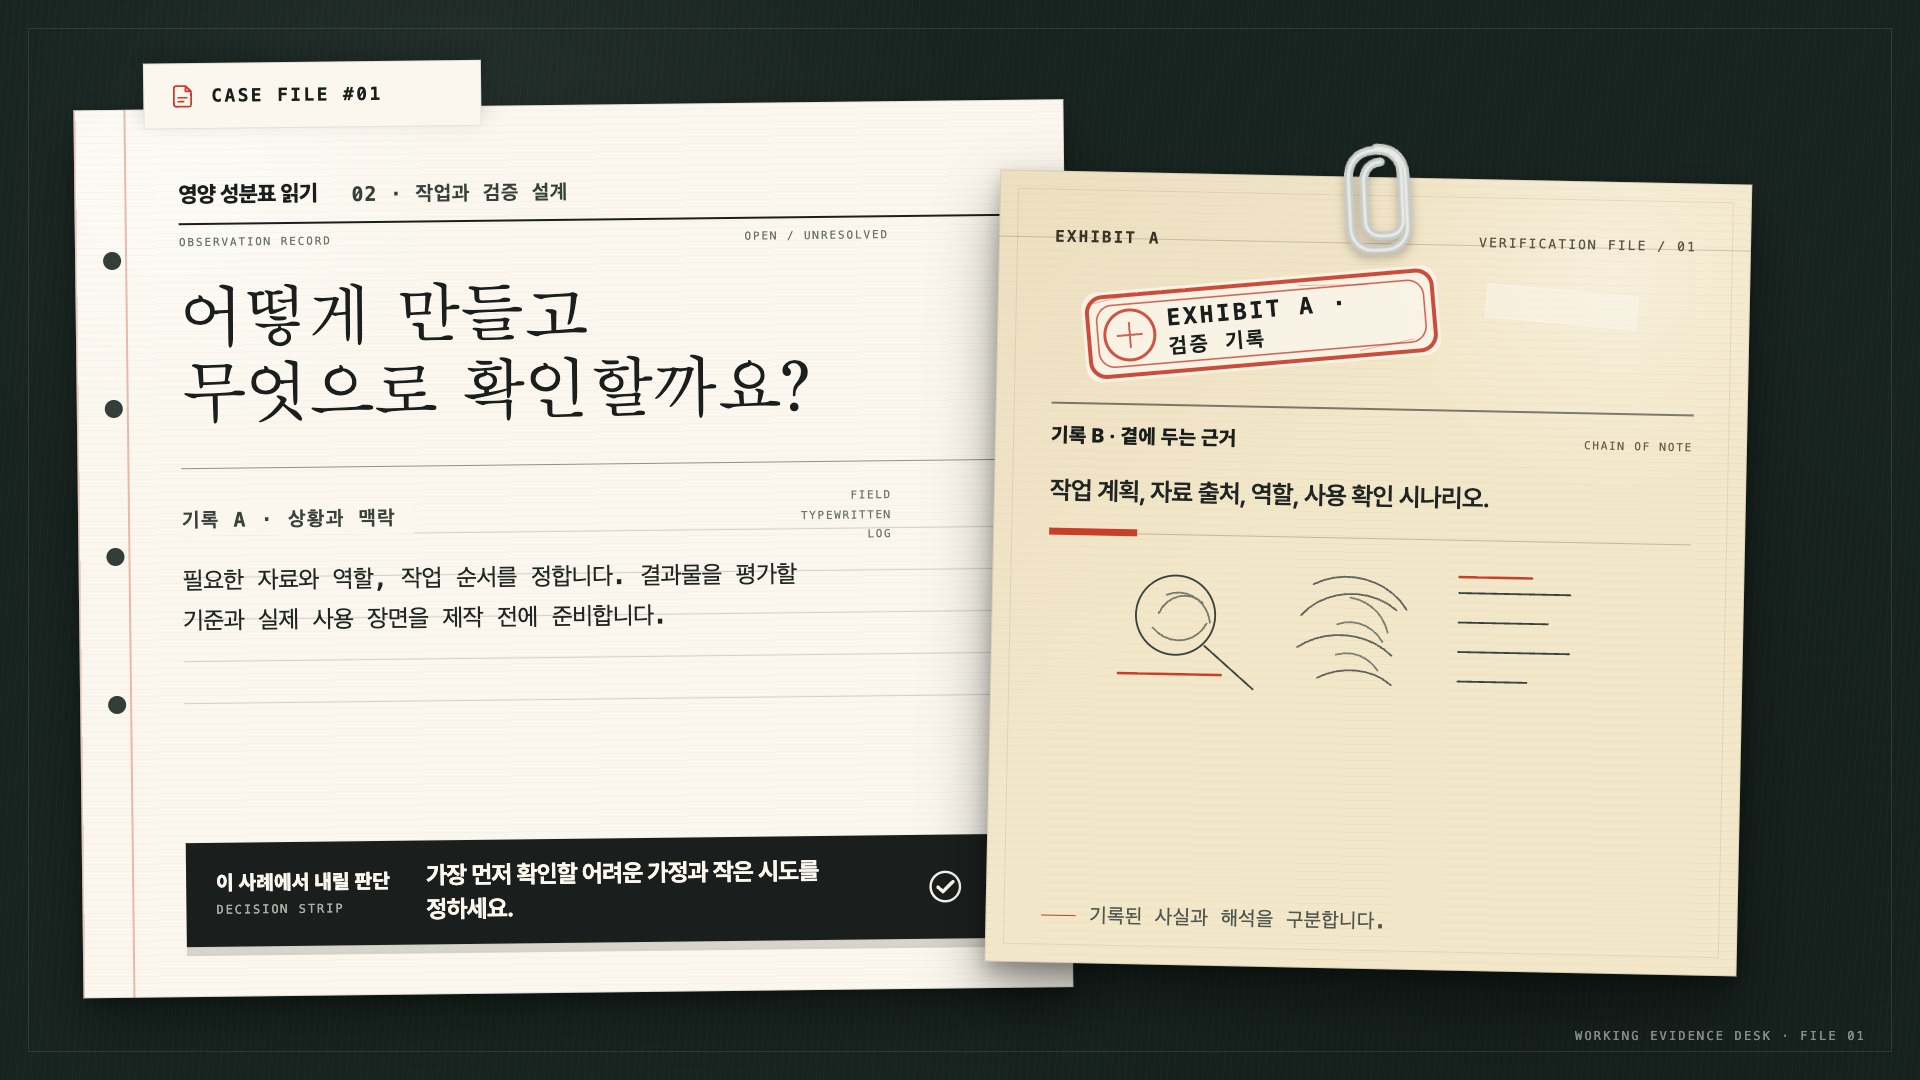 CASE FILE #01
영양 성분표 읽기 02 · 작업과 검증 설계
OBSERVATION RECORD
OPEN / UNRESOLVED
어떻게 만들고
무엇으로 확인할까요?
기록 A · 상황과 맥락
FIELD
TYPEWRITTEN
LOG
필요한 자료와 역할, 작업 순서를 정합니다. 결과물을 평가할
기준과 실제 사용 장면을 제작 전에 준비합니다.
이 사례에서 내릴 판단
DECISION STRIP
가장 먼저 확인할 어려운 가정과 작은 시도를
정하세요.
EXHIBIT A
VERIFICATION FILE / 01
EXHIBIT A ·
검증 기록
기록 B · 곁에 두는 근거
CHAIN OF NOTE
작업 계획, 자료 출처, 역할, 사용 확인 시나리오.
기록된 사실과 해석을 구분합니다.
WORKING EVIDENCE DESK · FILE 01